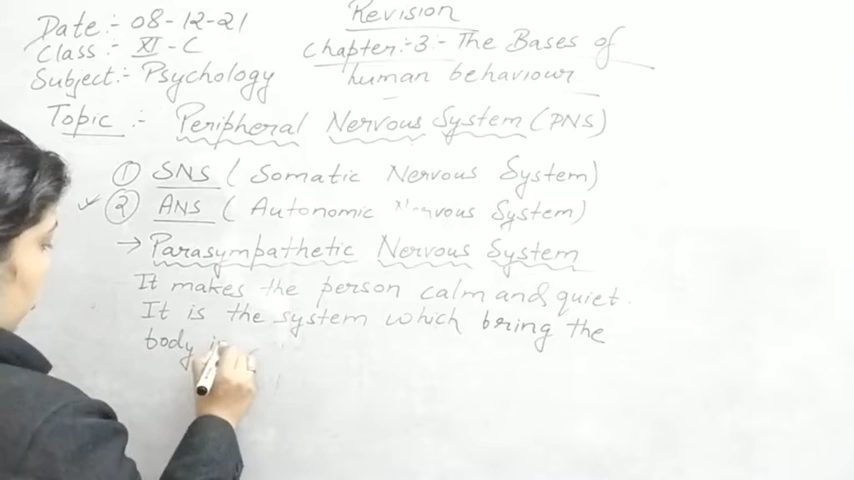 Date:- 08-12-21
Revision
Class:- XI-C
Chapter:-3:- The Bases of
Subject:- Psychology
human behaviour
Topic :- Peripheral Nervous System (PNS)
① SNS ( Somatic Nervous System)
② ANS ( Autonomic Nervous System)
→ Parasympathetic Nervous System
It makes the person calm and quiet.
It is the system which bring the
body